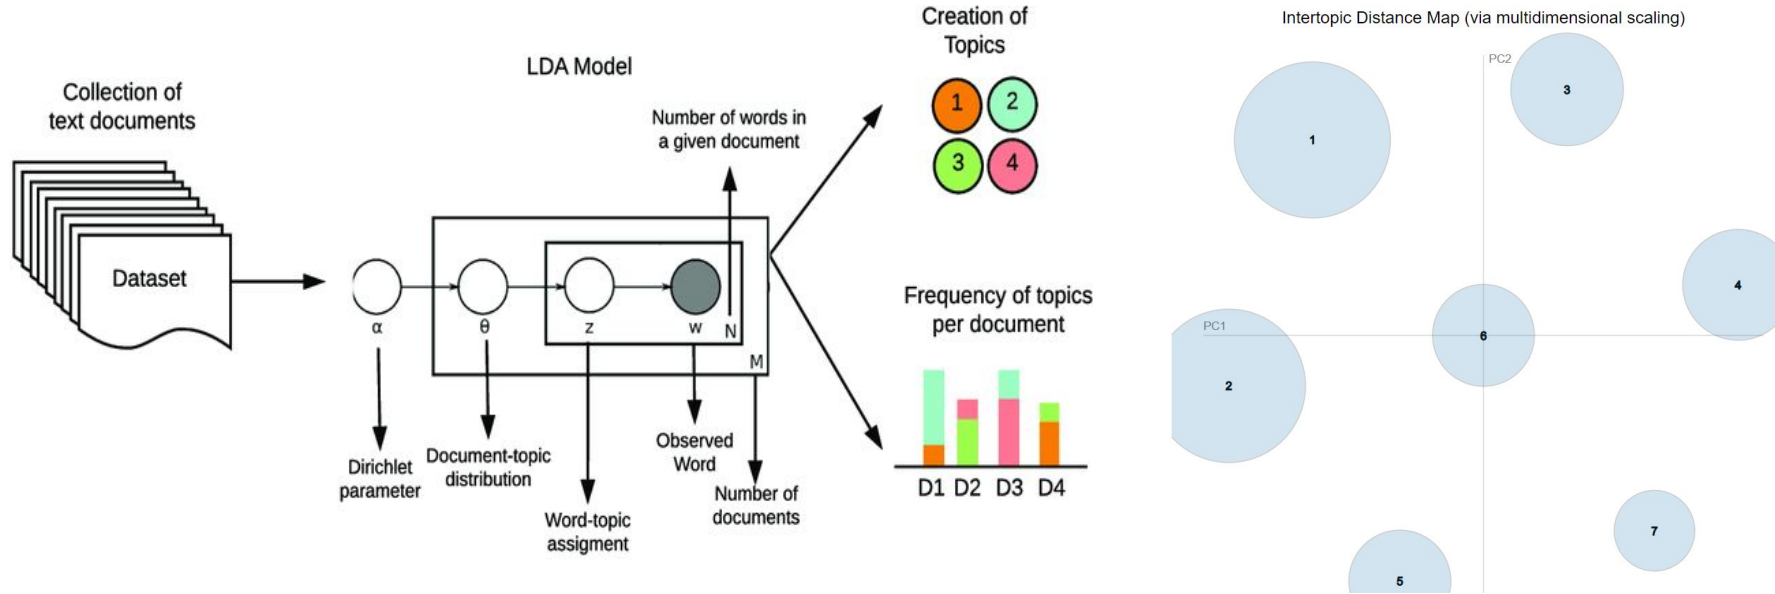 Collection of
text documents
Dataset
LDA Model
Number of words in
a given document
α
θ
z
w
N
M
Dirichlet
parameter
Document-topic
distribution
Word-topic
assigment
Observed
Word
Number of
documents
Creation of
Topics
1
2
3
4
Frequency of topics
per document
D1 D2 D3 D4
Intertopic Distance Map (via multidimensional scaling)
PC2
3
1
4
PC1
6
2
7
5